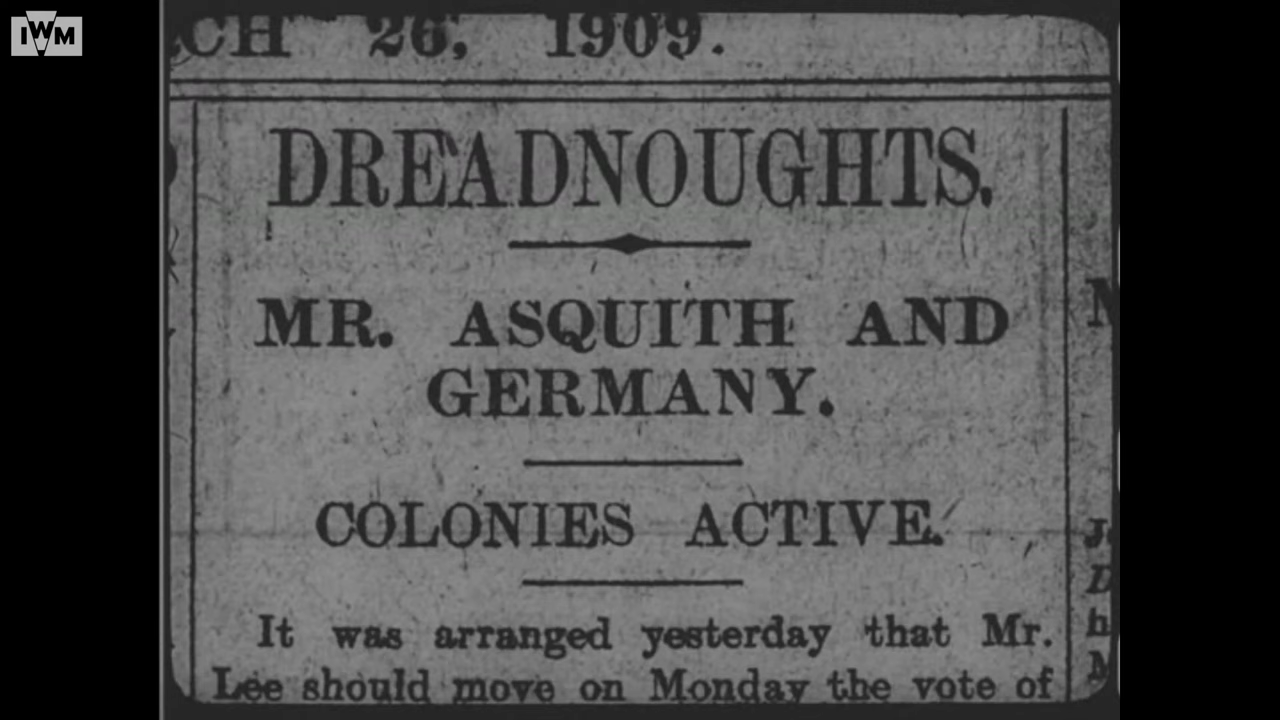 IWM
CH 26, 1909.
DREADNOUGHTS.
MR. ASQUITH AND
GERMANY.
COLONIES ACTIVE.
It was arranged yesterday that Mr.
Lee should move on Monday the vote of